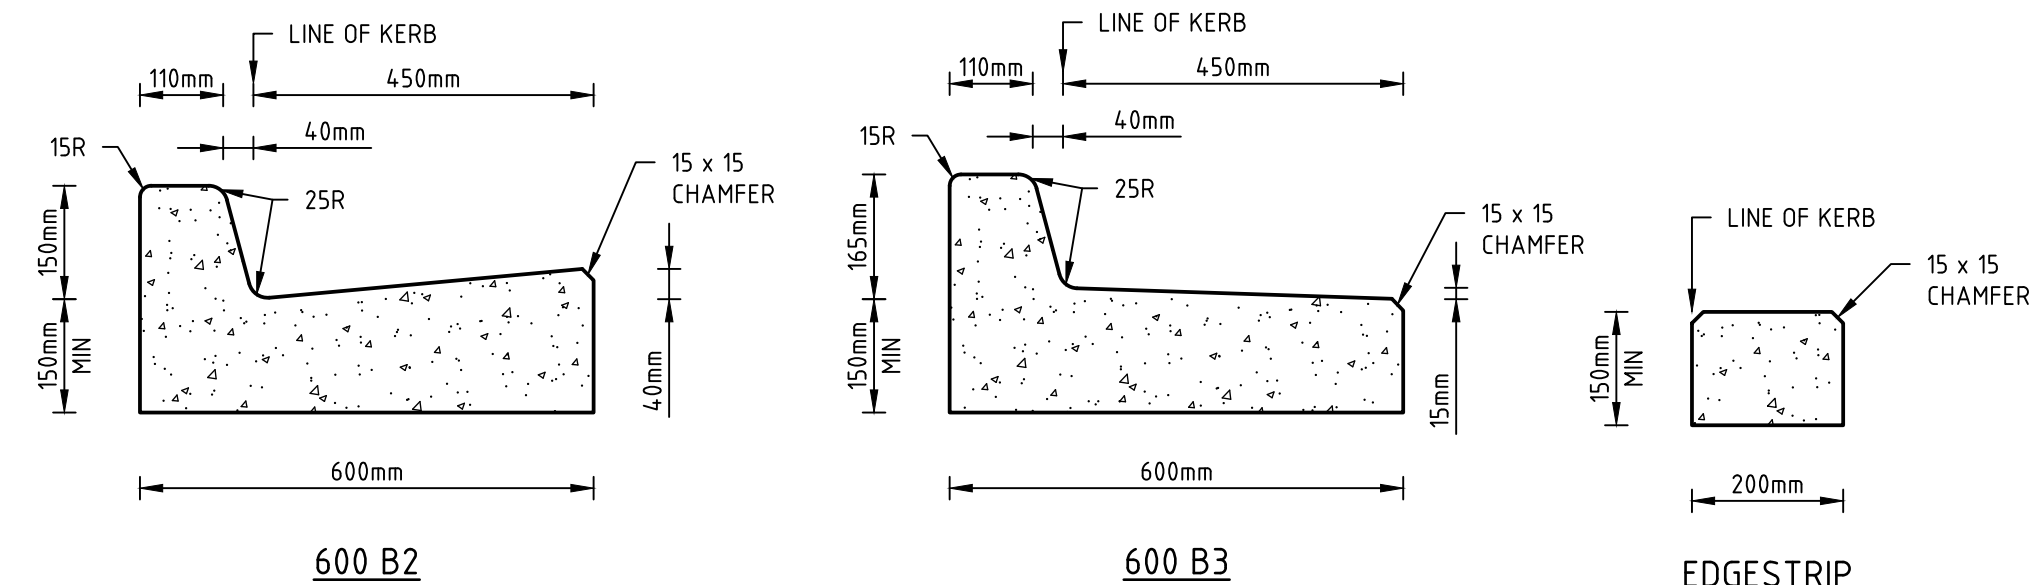 LINE OF KERB
110mm
450mm
40mm
15R
15 x 15
CHAMFER
25R
150mm
150mm
MIN
40mm
600mm
600 B2
LINE OF KERB
110mm
450mm
40mm
15R
25R
15 x 15
CHAMFER
165mm
150mm
MIN
15mm
600mm
600 B3
LINE OF KERB
15 x 15
CHAMFER
150mm
MIN
200mm
EDGESTRIP